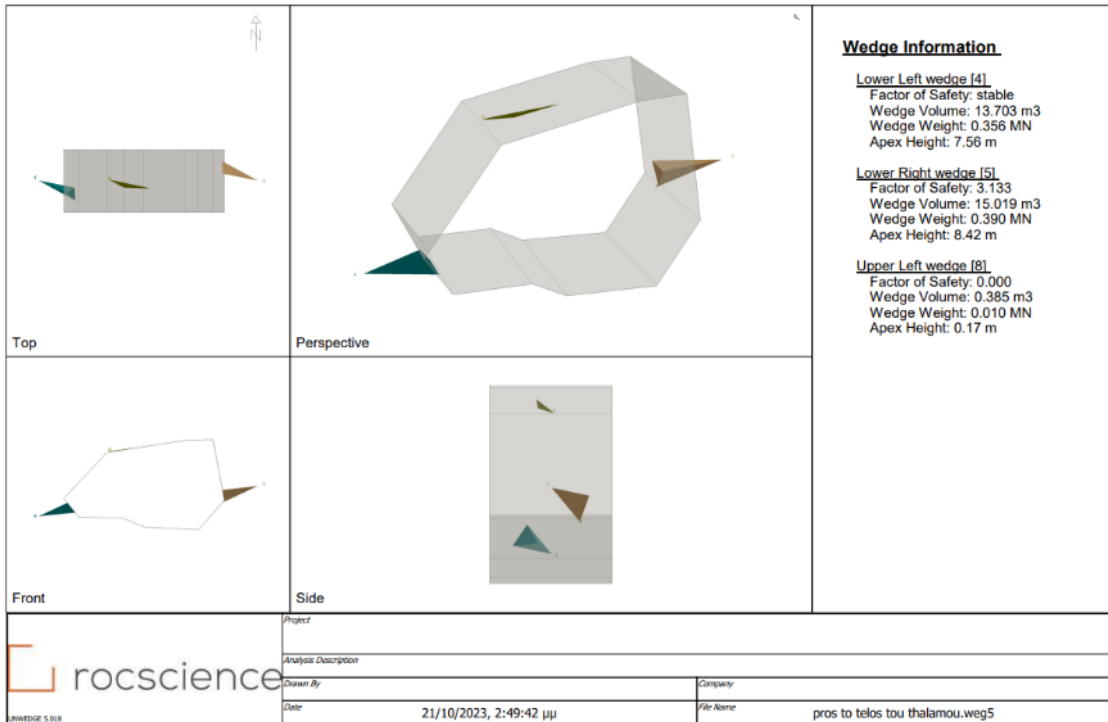 N
Top
Perspective
Front
Side
Wedge Information
Lower Left wedge [4]
Factor of Safety: stable
Wedge Volume: 13.703 m3
Wedge Weight: 0.356 MN
Apex Height: 7.56 m
Lower Right wedge [5]
Factor of Safety: 3.133
Wedge Volume: 15.019 m3
Wedge Weight: 0.390 MN
Apex Height: 8.42 m
Upper Left wedge [8]
Factor of Safety: 0.000
Wedge Volume: 0.385 m3
Wedge Weight: 0.010 MN
Apex Height: 0.17 m
rocscience
UNWEDGE 5.018
Project
Analysis Description
Drawn By
Company
Date
21/10/2023, 2:49:42 μμ
File Name
pros to telos tou thalamou.weg5